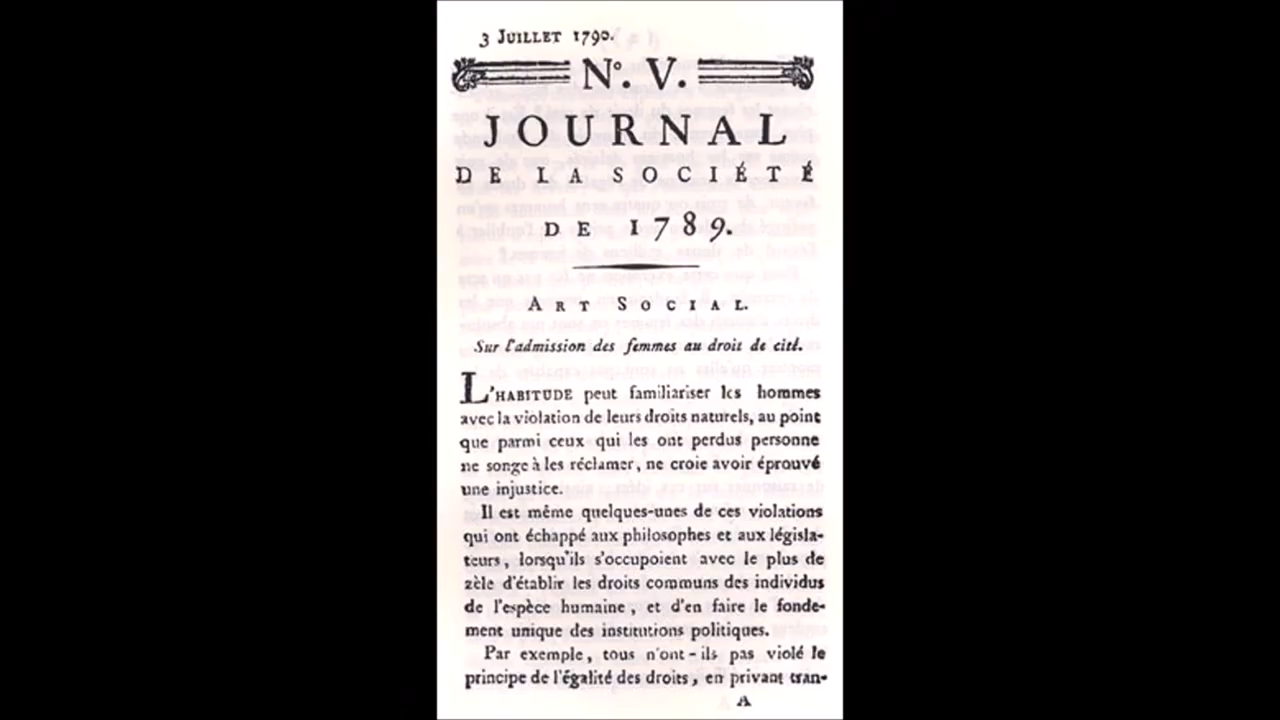 3 JUILLET 1790.
N°. V.
JOURNAL
DE LA SOCIÉTÉ
DE 1789.
ART SOCIAL.
Sur l'admission des femmes au droit de cité.
L'HABITUDE peut familiariser les hommes
avec la violation de leurs droits naturels, au point
que parmi ceux qui les ont perdus personne
ne songe à les réclamer, ne croie avoir éprouvé
une injustice.
Il est même quelques-unes de ces violations
qui ont échappé aux philosophes et aux législa-
teurs, lorsqu'ils s'occupoient avec le plus de
zèle d'établir les droits communs des individus
de l'espèce humaine, et d'en faire le fonde-
ment unique des institutions politiques.
Par exemple, tous n'ont-ils pas violé le
principe de l'égalité des droits, en privant tran-
A